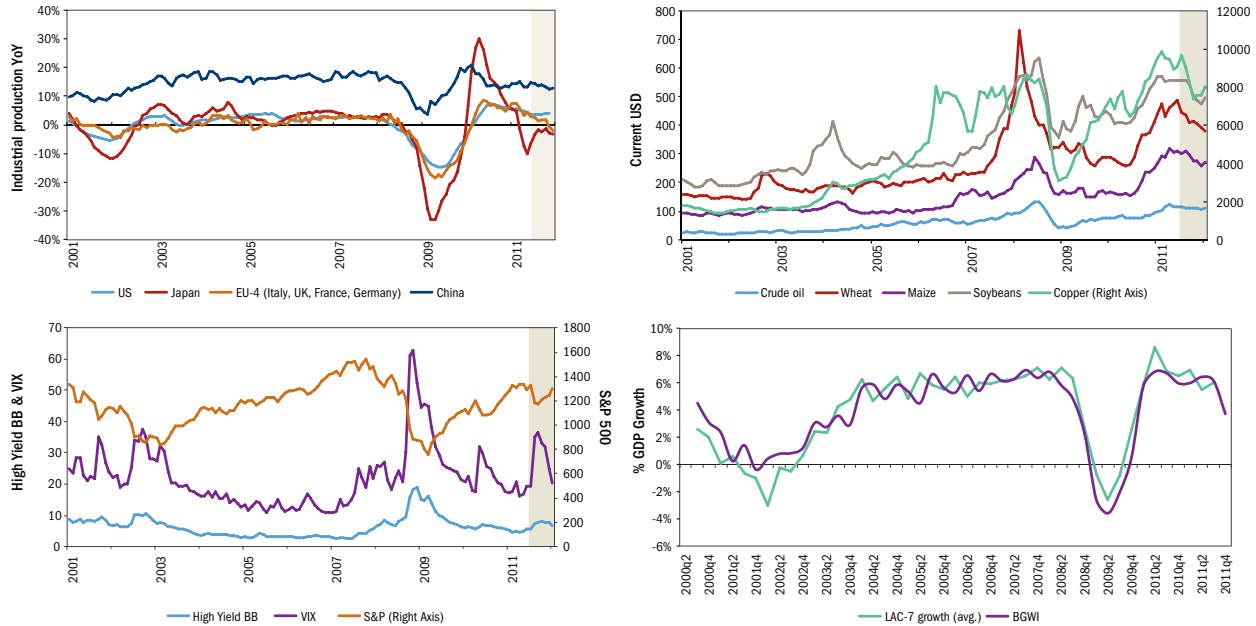 Industrial production YoY
40%
30%
20%
10%
0%
-10%
-20%
-30%
-40%
2001
2003
2005
2007
2009
2011
US
Japan
EU-4 (Italy, UK, France, Germany)
China
Current USD
800
700
600
500
400
300
200
100
0
12000
10000
8000
6000
4000
2000
0
2001
2003
2005
2007
2009
2011
Crude oil
Wheat
Maize
Soybeans
Copper (Right Axis)
High Yield BB & VIX
70
60
50
40
30
20
10
0
1800
1600
1400
1200
1000
800
600
400
200
0
S&P 500
2001
2003
2005
2007
2009
2011
High Yield BB
VIX
S&P (Right Axis)
% GDP Growth
10%
8%
6%
4%
2%
0%
-2%
-4%
-6%
2000q2
2000q4
2001q2
2001q4
2002q2
2002q4
2003q2
2003q4
2004q2
2004q4
2005q2
2005q4
2006q2
2006q4
2007q2
2007q4
2008q2
2008q4
2009q2
2009q4
2010q2
2010q4
2011q2
2011q4
LAC-7 growth (avg.)
BGWI